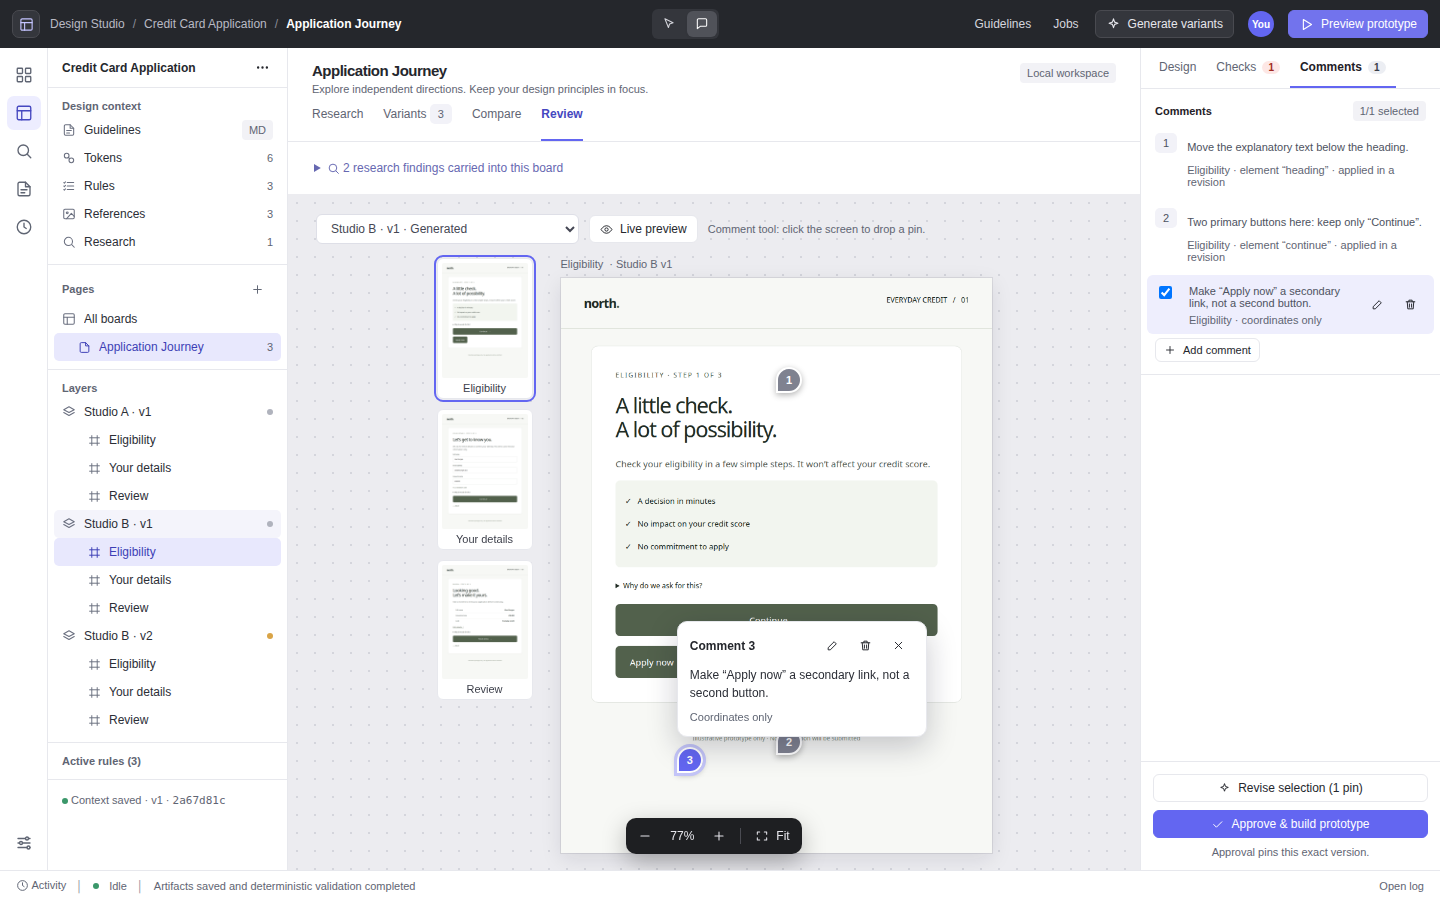 Design Studio / Credit Card Application / Application Journey
Guidelines
Jobs
Generate variants
You
Preview prototype
Credit Card Application
Design context
Guidelines MD
Tokens 6
Rules 3
References 3
Research 1
Pages
All boards
Application Journey 3
Layers
Studio A · v1
Eligibility
Your details
Review
Studio B · v1
Eligibility
Your details
Review
Studio B · v2
Eligibility
Your details
Review
Active rules (3)
Context saved · v1 · 2a67d81c
Application Journey
Explore independent directions. Keep your design principles in focus.
Local workspace
Research Variants 3 Compare Review
2 research findings carried into this board
Studio B · v1 · Generated
Live preview
Comment tool: click the screen to drop a pin.
Eligibility
Your details
Review
Eligibility · Studio B v1
north.
EVERYDAY CREDIT / 01
ELIGIBILITY · STEP 1 OF 3
1
A little check.
A lot of possibility.
Check your eligibility in a few simple steps. It won't affect your credit score.
✓ A decision in minutes
✓ No impact on your credit score
✓ No commitment to apply
Why do we ask for this?
Continue
Apply now
Comment 3
Make “Apply now” a secondary link, not a
second button.
Coordinates only
2
3
77%
Fit
Design Checks 1 Comments 1
Comments 1/1 selected
1 Move the explanatory text below the heading.
Eligibility · element “heading” · applied in a
revision
2 Two primary buttons here: keep only “Continue”.
Eligibility · element “continue” · applied in a
revision
Make “Apply now” a secondary
link, not a second button.
Eligibility · coordinates only
Add comment
Revise selection (1 pin)
Approve & build prototype
Approval pins this exact version.
Activity
Idle
Artifacts saved and deterministic validation completed
Open log